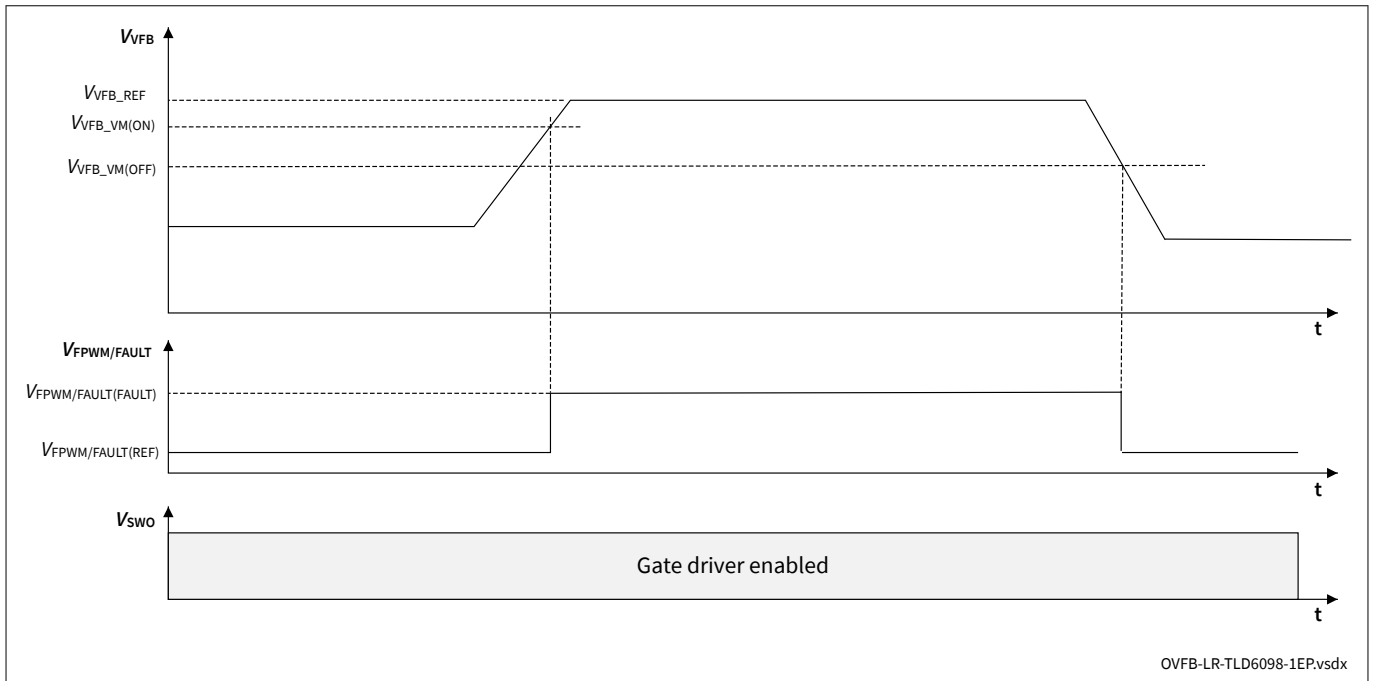 VVFB
VVFB_REF
VVFB_VM(ON)
VVFB_VM(OFF)
t
VFPWM/FAULT
VFPWM/FAULT(FAULT)
VFPWM/FAULT(REF)
t
VSWO
Gate driver enabled
t
OVFB-LR-TLD6098-1EP.vsdx